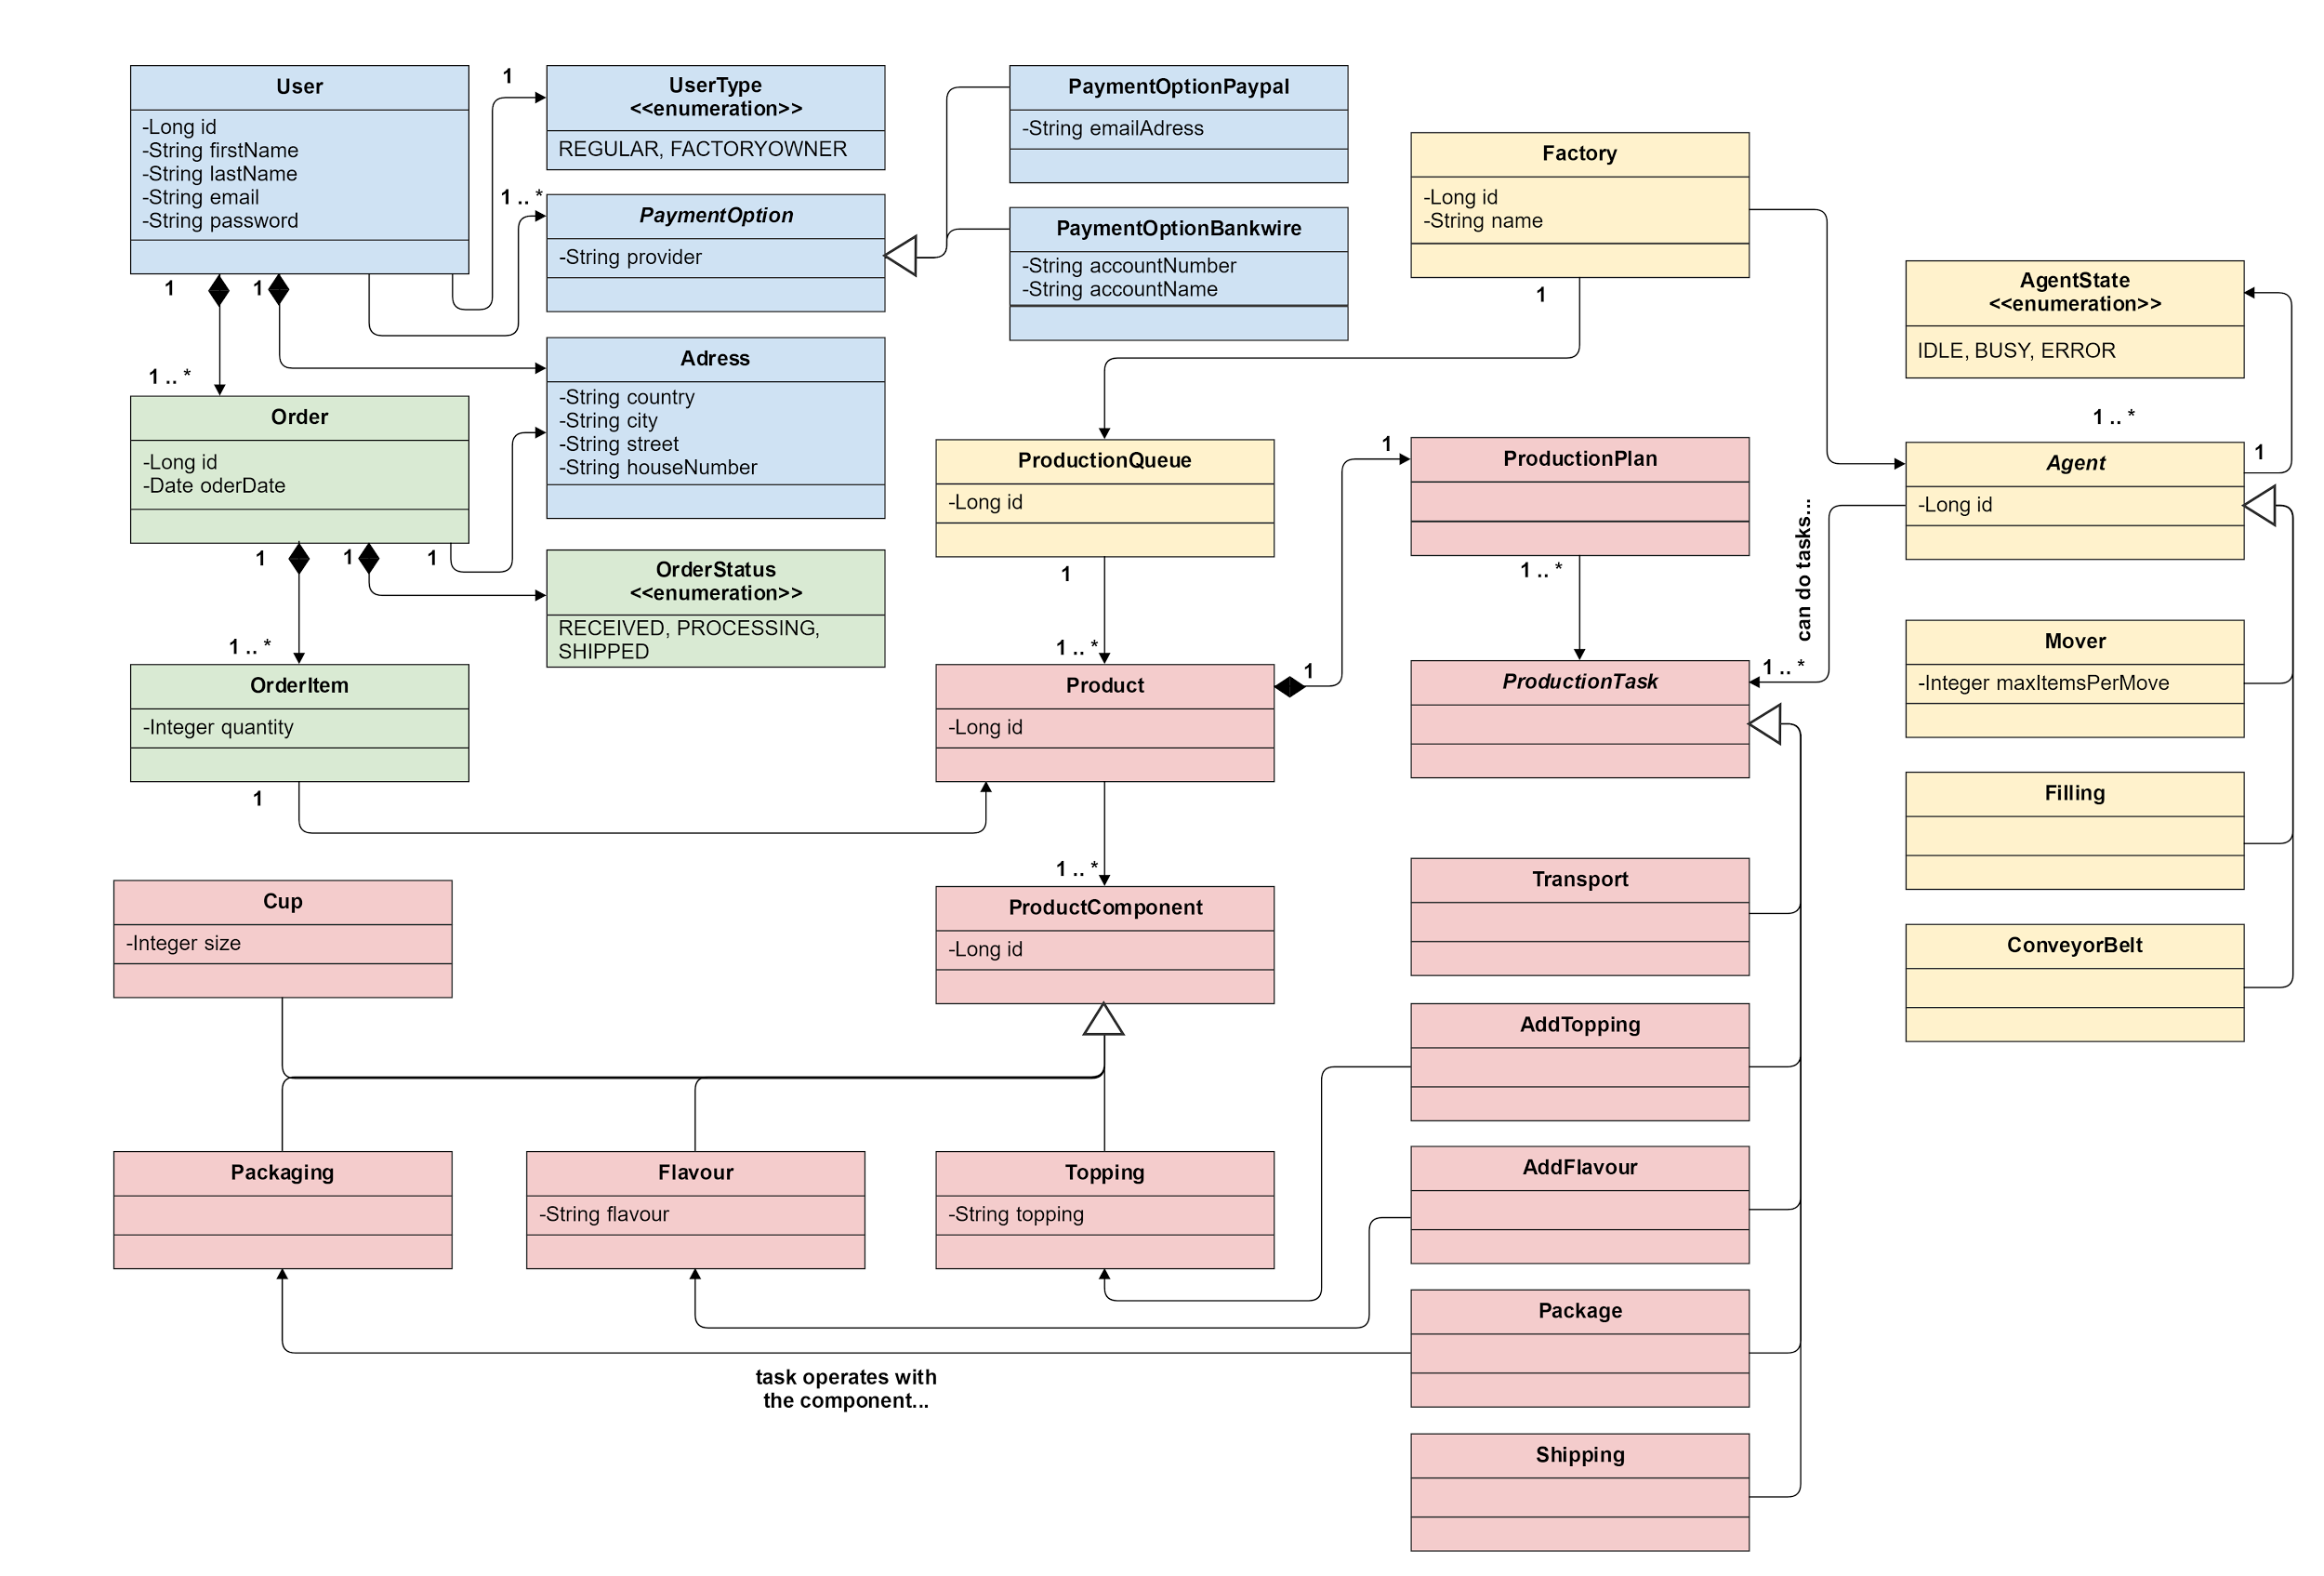 User
-Long id
-String firstName
-String lastName
-String email
-String password
1
UserType
<<enumeration>>
REGULAR, FACTORYOWNER
1 .. *
PaymentOption
-String provider
PaymentOptionPaypal
-String emailAdress
PaymentOptionBankwire
-String accountNumber
-String accountName
Factory
-Long id
-String name
1
AgentState
<<enumeration>>
IDLE, BUSY, ERROR
1 .. *
1
1
1
1 .. *
Adress
-String country
-String city
-String street
-String houseNumber
Order
-Long id
-Date oderDate
1
1
1
OrderStatus
<<enumeration>>
RECEIVED, PROCESSING,
SHIPPED
1 .. *
OrderItem
-Integer quantity
1
ProductionQueue
-Long id
1
1 .. *
Product
-Long id
1
1
ProductionPlan
1 .. *
ProductionTask
1 .. *
can do tasks...
Agent
-Long id
Mover
-Integer maxItemsPerMove
Filling
ConveyorBelt
1 .. *
ProductComponent
-Long id
Cup
-Integer size
Packaging
Flavour
-String flavour
Topping
-String topping
Transport
AddTopping
AddFlavour
Package
Shipping
task operates with
the component...